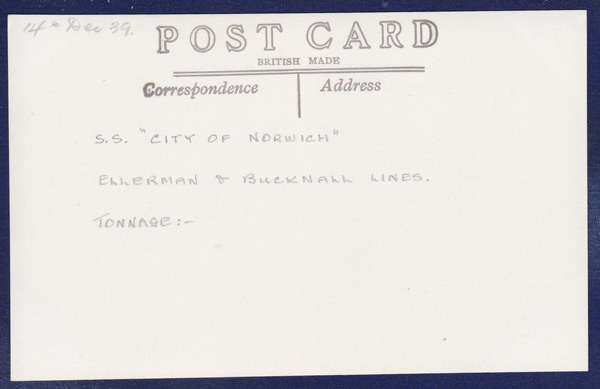 14th Dec 39.
POST CARD
BRITISH MADE
Correspondence
Address
S.S. "CITY OF NORWICH"
ELLERMAN & BUCKNALL LINES.
TONNAGE:-